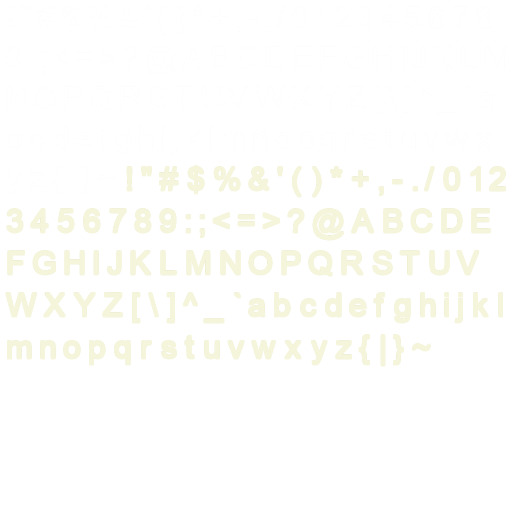 !"#$%&'()*+,-./012
3456789:;<=>?@ABCDE
FGHIJKLMNOPQRSTUV
WXYZ[\]^_`abcdefghijkl
mnopqrstuvwxyz{|}~